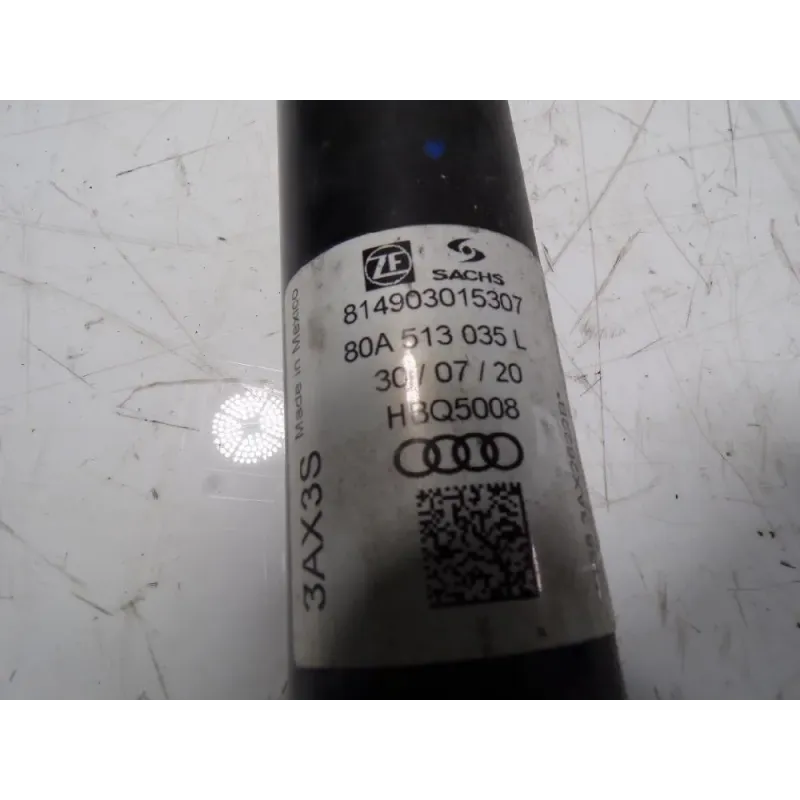 ZF SACHS
814903015307
80A 513 035 L
30/07/20
HBQ5008
Made in Mexico
3AX3S